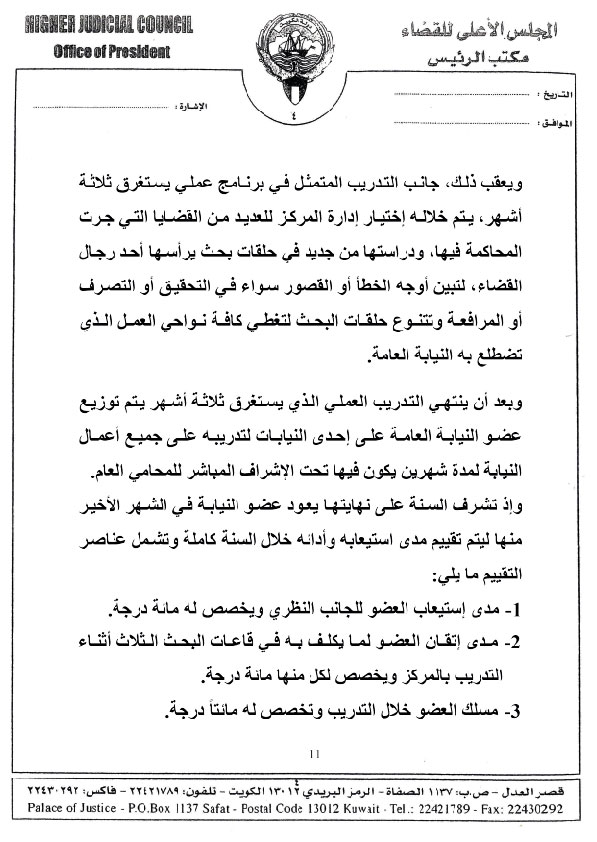 HIGHER JUDICIAL COUNCIL
Office of President
المجلس الأعلى للقضاء
مكتب الرئيس
التاريخ :
الموافق :
الإشارة :
٤
ويعقب ذلك، جانب التدريب المتمثل في برنامج عملي يستغرق ثلاثة
أشهر، يتم خلاله إختيار إدارة المركز للعديد من القضايا التي جرت
المحاكمة فيها، ودراستها من جديد في حلقات بحث يرأسها أحد رجال
القضاء، لتبين أوجه الخطأ أو القصور سواء في التحقيق أو التصرف
أو المرافعة وتتنوع حلقات البحث لتغطي كافة نواحي العمل الذي
تضطلع به النيابة العامة.
وبعد أن ينتهي التدريب العملي الذي يستغرق ثلاثة أشهر يتم توزيع
عضو النيابة العامة على إحدى النيابات لتدريبه على جميع أعمال
النيابة لمدة شهرين يكون فيها تحت الإشراف المباشر للمحامي العام.
وإذ تشرف السنة على نهايتها يعود عضو النيابة في الشهر الأخير
منها ليتم تقييم مدى استيعابه وأدائه خلال السنة كاملة وتشمل عناصر
التقييم ما يلي:
1- مدى إستيعاب العضو للجانب النظري ويخصص له مائة درجة.
2- مدى إتقان العضو لما يكلف به في قاعات البحث الثلاث أثناء
التدريب بالمركز ويخصص لكل منها مائة درجة.
3- مسلك العضو خلال التدريب وتخصص له مائتاً درجة.
11
٤
قصر العدل - ص.ب: ١١٣٧ الصفاة - الرمز البريدي ١٣٠١٢ الكويت - تلفون: ٢٢٤٢١٧٨٩ - فاكس: ٢٢٤٣٠٢٩٢
Palace of Justice - P.O.Box 1137 Safat - Postal Code 13012 Kuwait - Tel.: 22421789 - Fax: 22430292